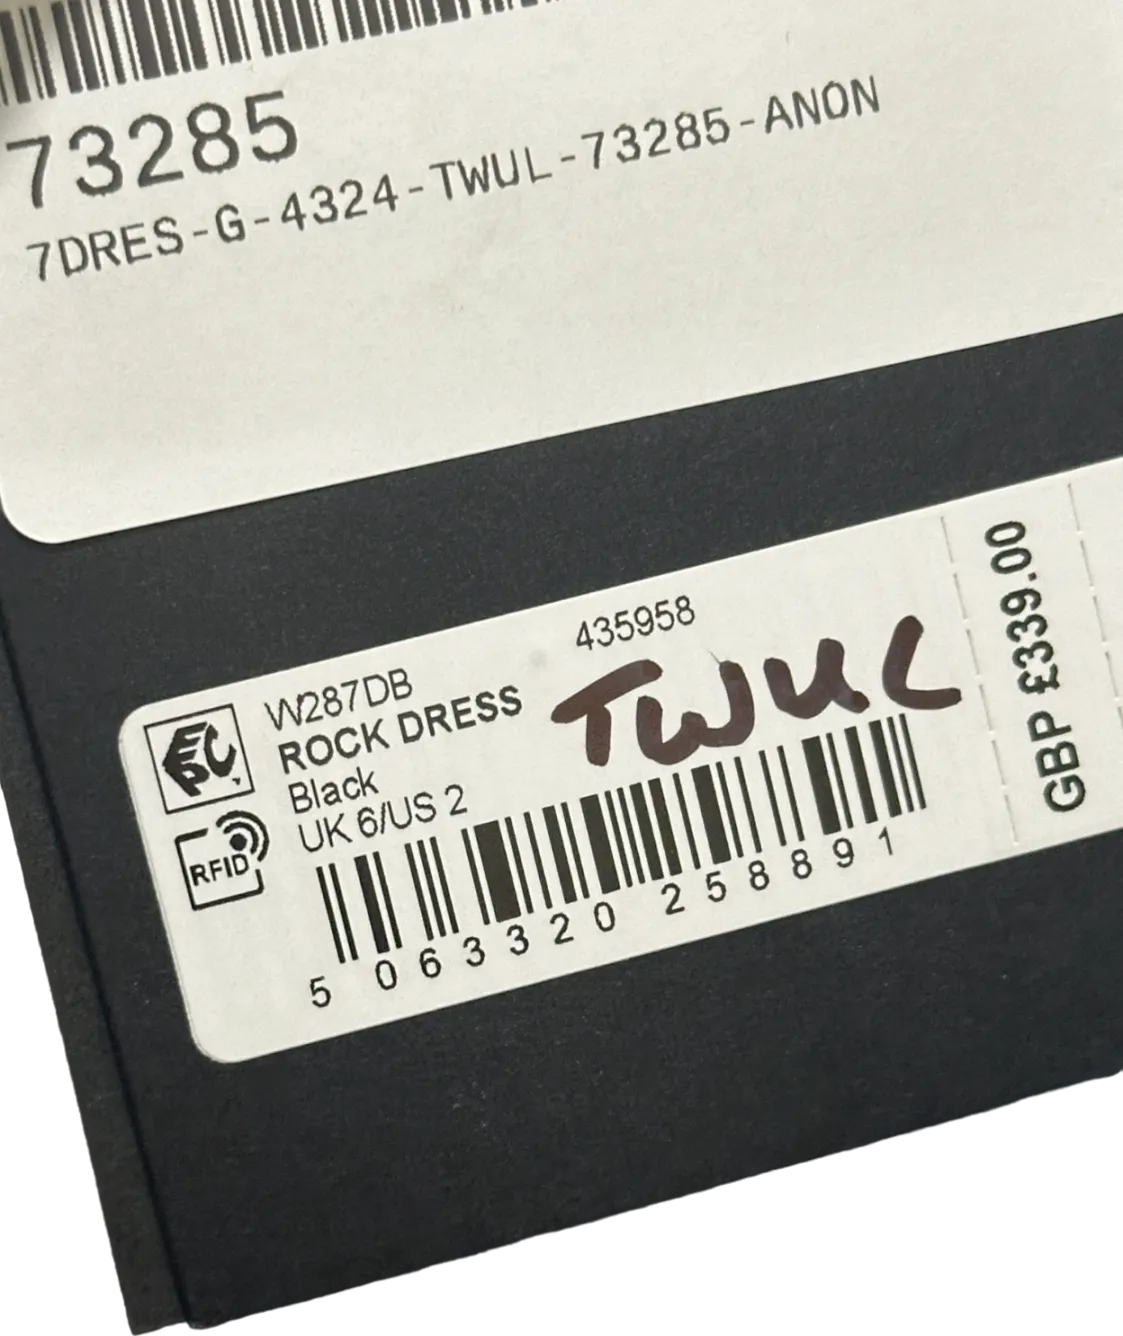 73285
7DRES-G-4324-TWUL-73285-ANON
435958
W287DB
ROCK DRESS
TWUL
Black
UK 6/US 2
RFID
5 063320 258891
GBP £339.00